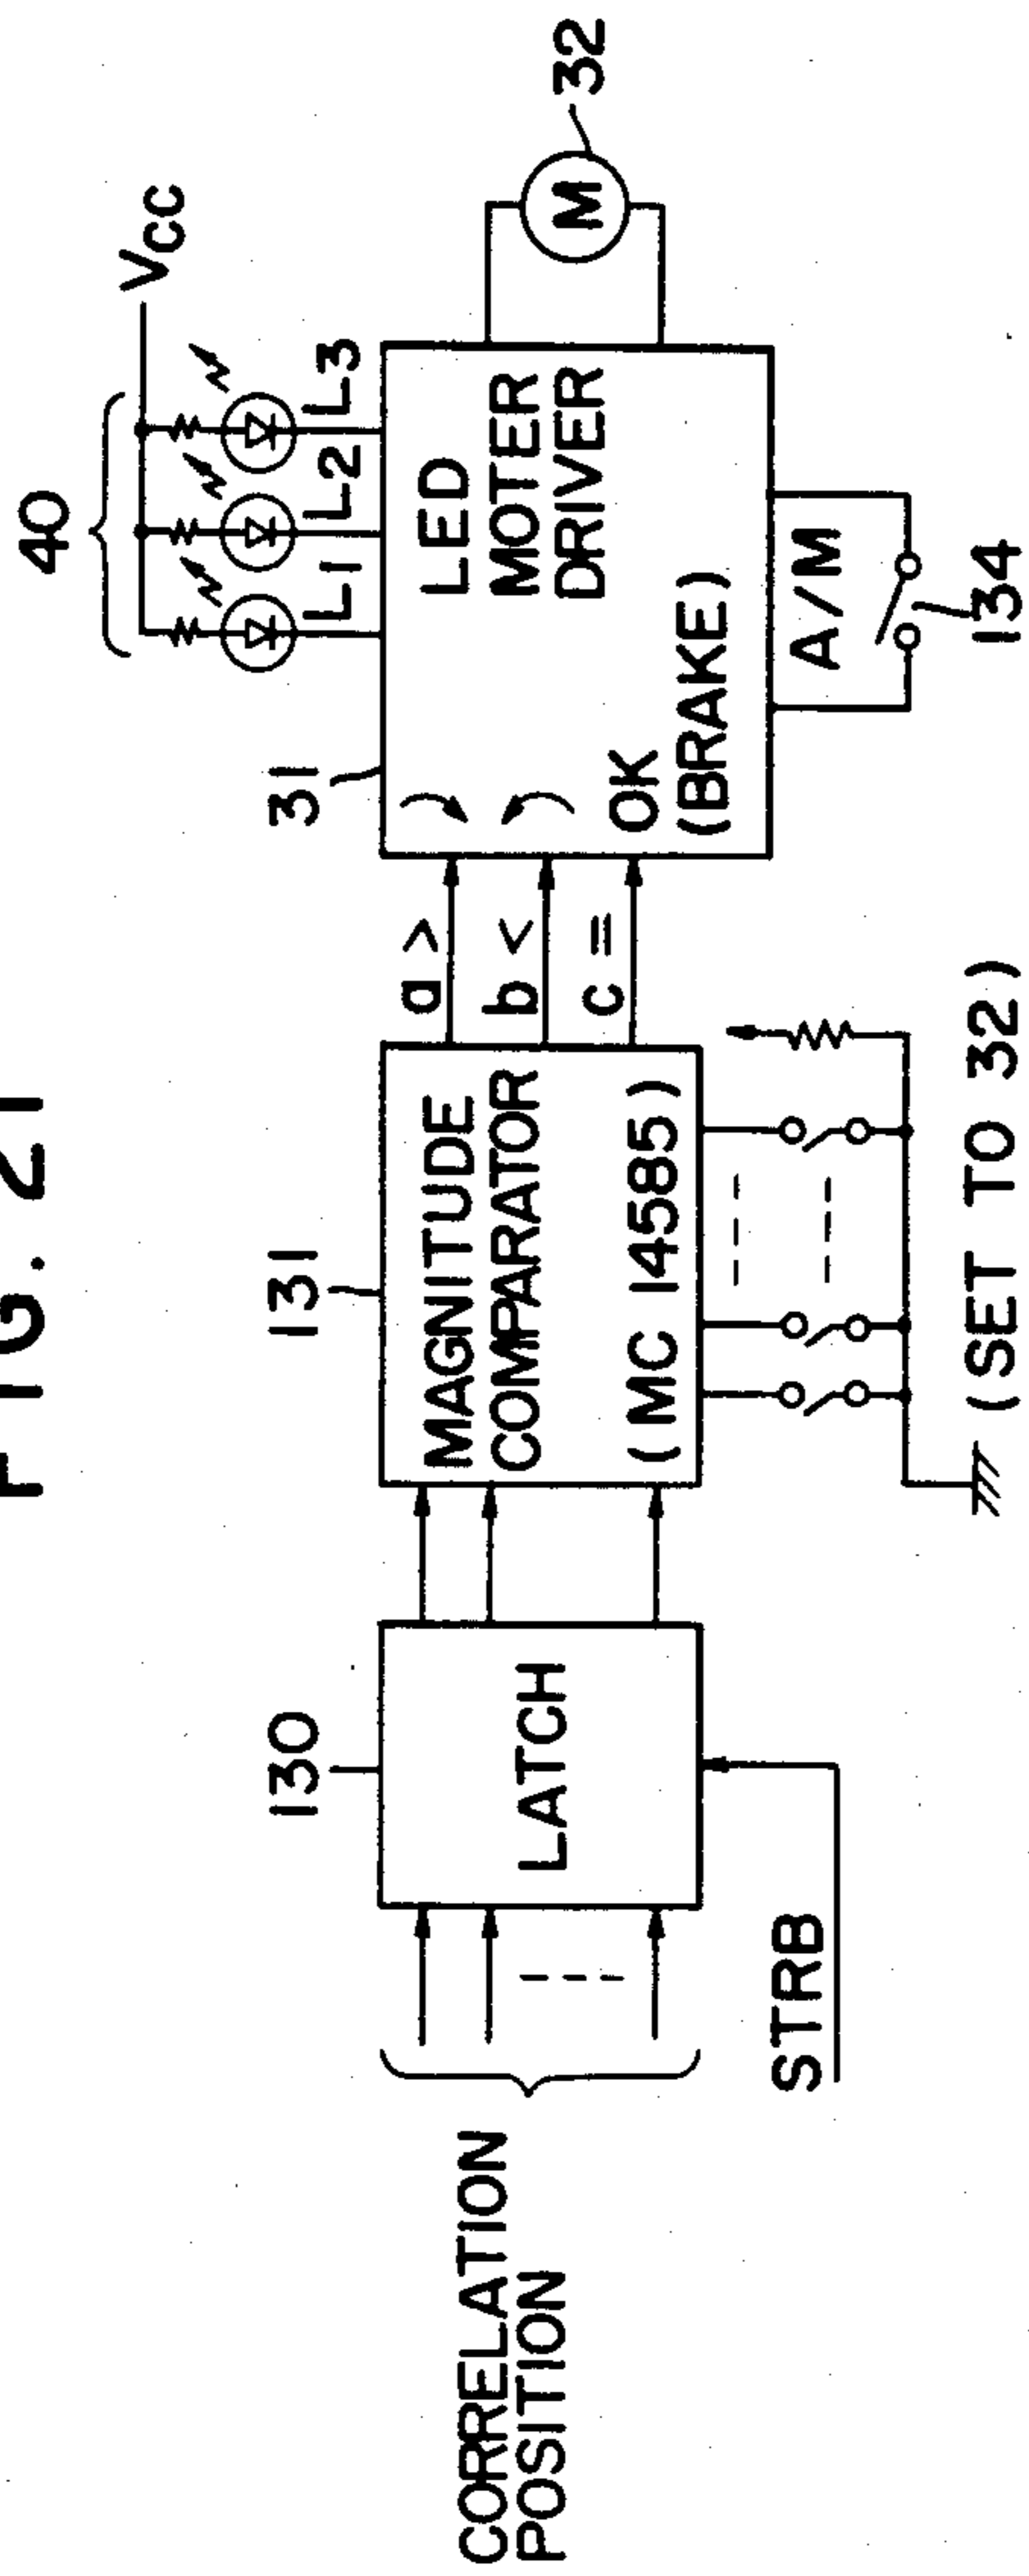 FIG. 21
40
VCC
L1
L2
L3
130
131
31
32
CORRELATION
POSITION
LATCH
STRB
MAGNITUDE
COMPARATOR
(MC 14585)
a >
b <
c =
LED
MOTER
DRIVER
OK
(BRAKE)
M
A/M
134
(SET TO 32)